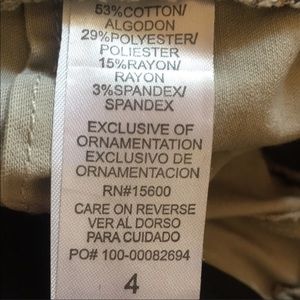 53%COTTON/
ALGODON
29%POLYESTER/
POLIESTER
15%RAYON/
RAYON
3%SPANDEX/
SPANDEX
EXCLUSIVE OF
ORNAMENTATION
EXCLUSIVO DE
ORNAMENTACION
RN#15600
CARE ON REVERSE
VER AL DORSO
PARA CUIDADO
PO# 100-00082694
4